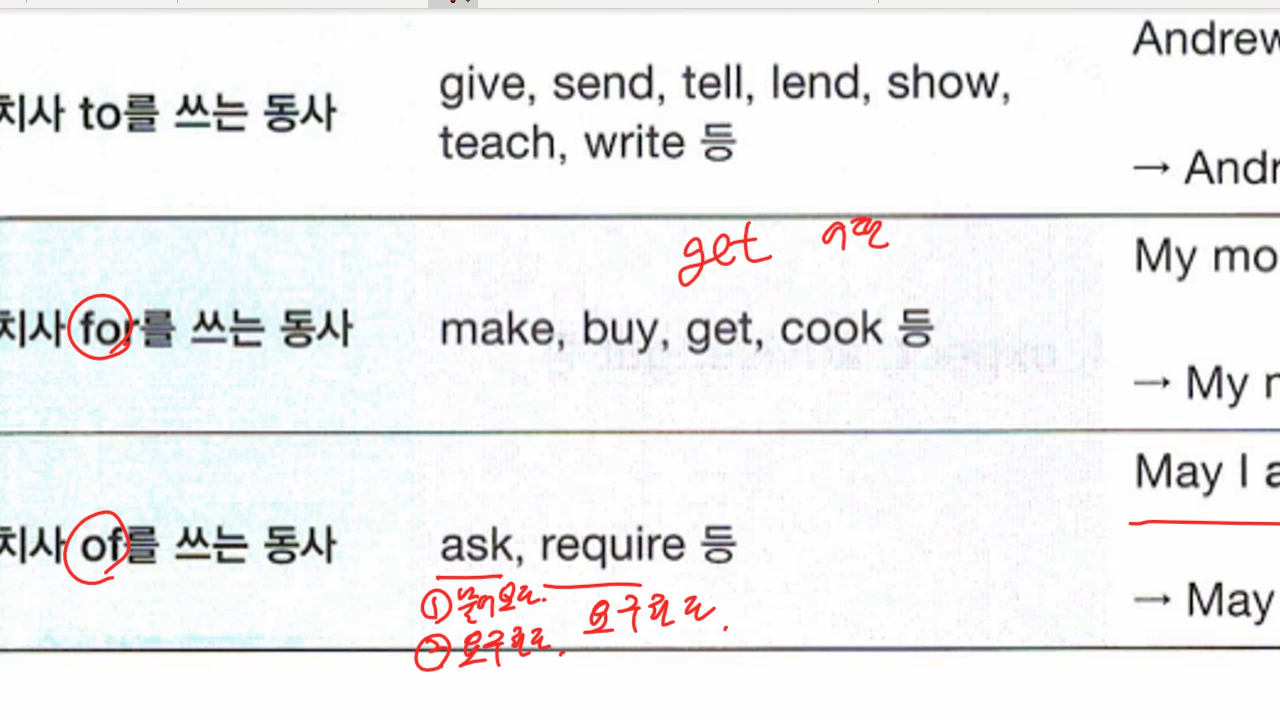 치사 to를 쓰는 동사
give, send, tell, lend, show,
teach, write 등
Andrew
→ Andr
get
치사 for를 쓰는 동사
make, buy, get, cook 등
My mo
→ My
치사 of를 쓰는 동사
ask, require 등
① 물어보다.
② 요구하다.
요구하다.
May I a
→ May